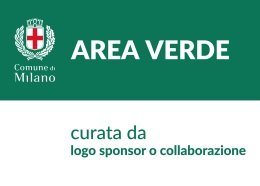 AREA VERDE
Comune di
Milano
curata da
logo sponsor o collaborazione